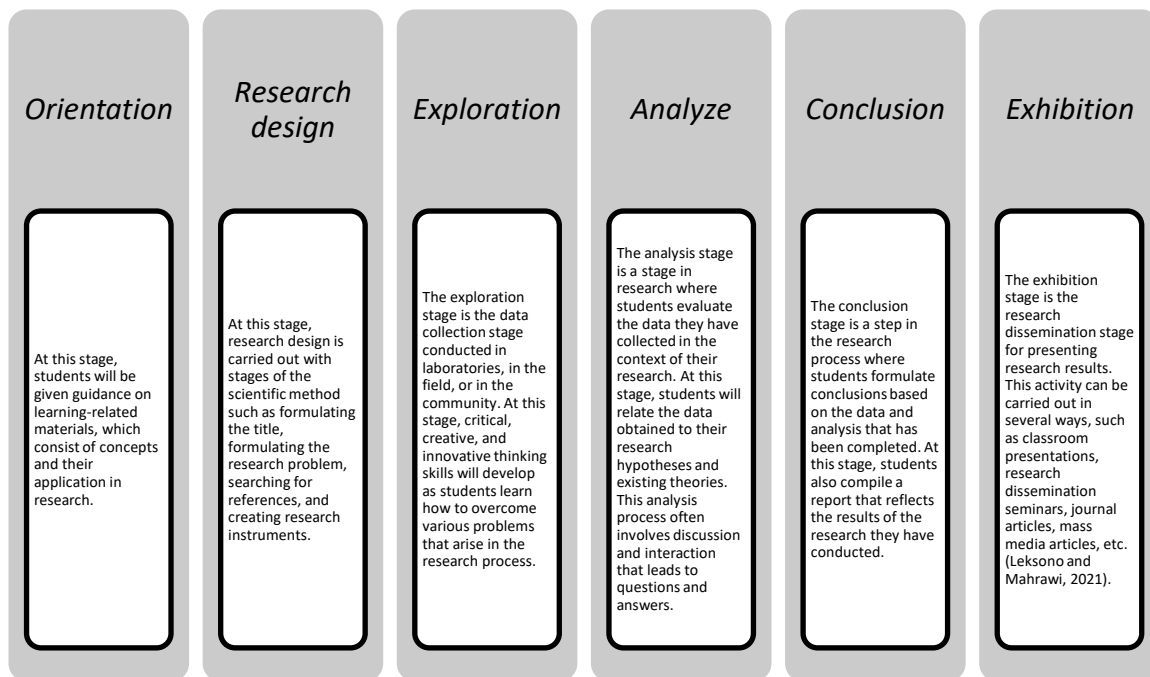 Orientation
At this stage,
students will be
given guidance on
learning-related
materials, which
consist of concepts
and their
application in
research.
Research
design
At this stage,
research design is
carried out with
stages of the
scientific method
such as formulating
the title,
formulating the
research problem,
searching for
references, and
creating research
instruments.
Exploration
The exploration
stage is the data
collection stage
conducted in
laboratories, in the
field, or in the
community. At this
stage, critical,
creative, and
innovative thinking
skills will develop
as students learn
how to overcome
various problems
that arise in the
research process.
Analyze
The analysis stage
is a stage in
research where
students evaluate
the data they have
collected in the
context of their
research. At this
stage, students will
relate the data
obtained to their
research
hypotheses and
existing theories.
This analysis
process often
involves discussion
and interaction
that leads to
questions and
answers.
Conclusion
The conclusion
stage is a step in
the research
process where
students formulate
conclusions based
on the data and
analysis that has
been completed. At
this stage, students
also compile a
report that reflects
the results of the
research they have
conducted.
Exhibition
The exhibition
stage is the
research
dissemination stage
for presenting
research results.
This activity can be
carried out in
several ways, such
as classroom
presentations,
research
dissemination
seminars, journal
articles, mass
media articles, etc.
(Leksono and
Mahrawi, 2021).